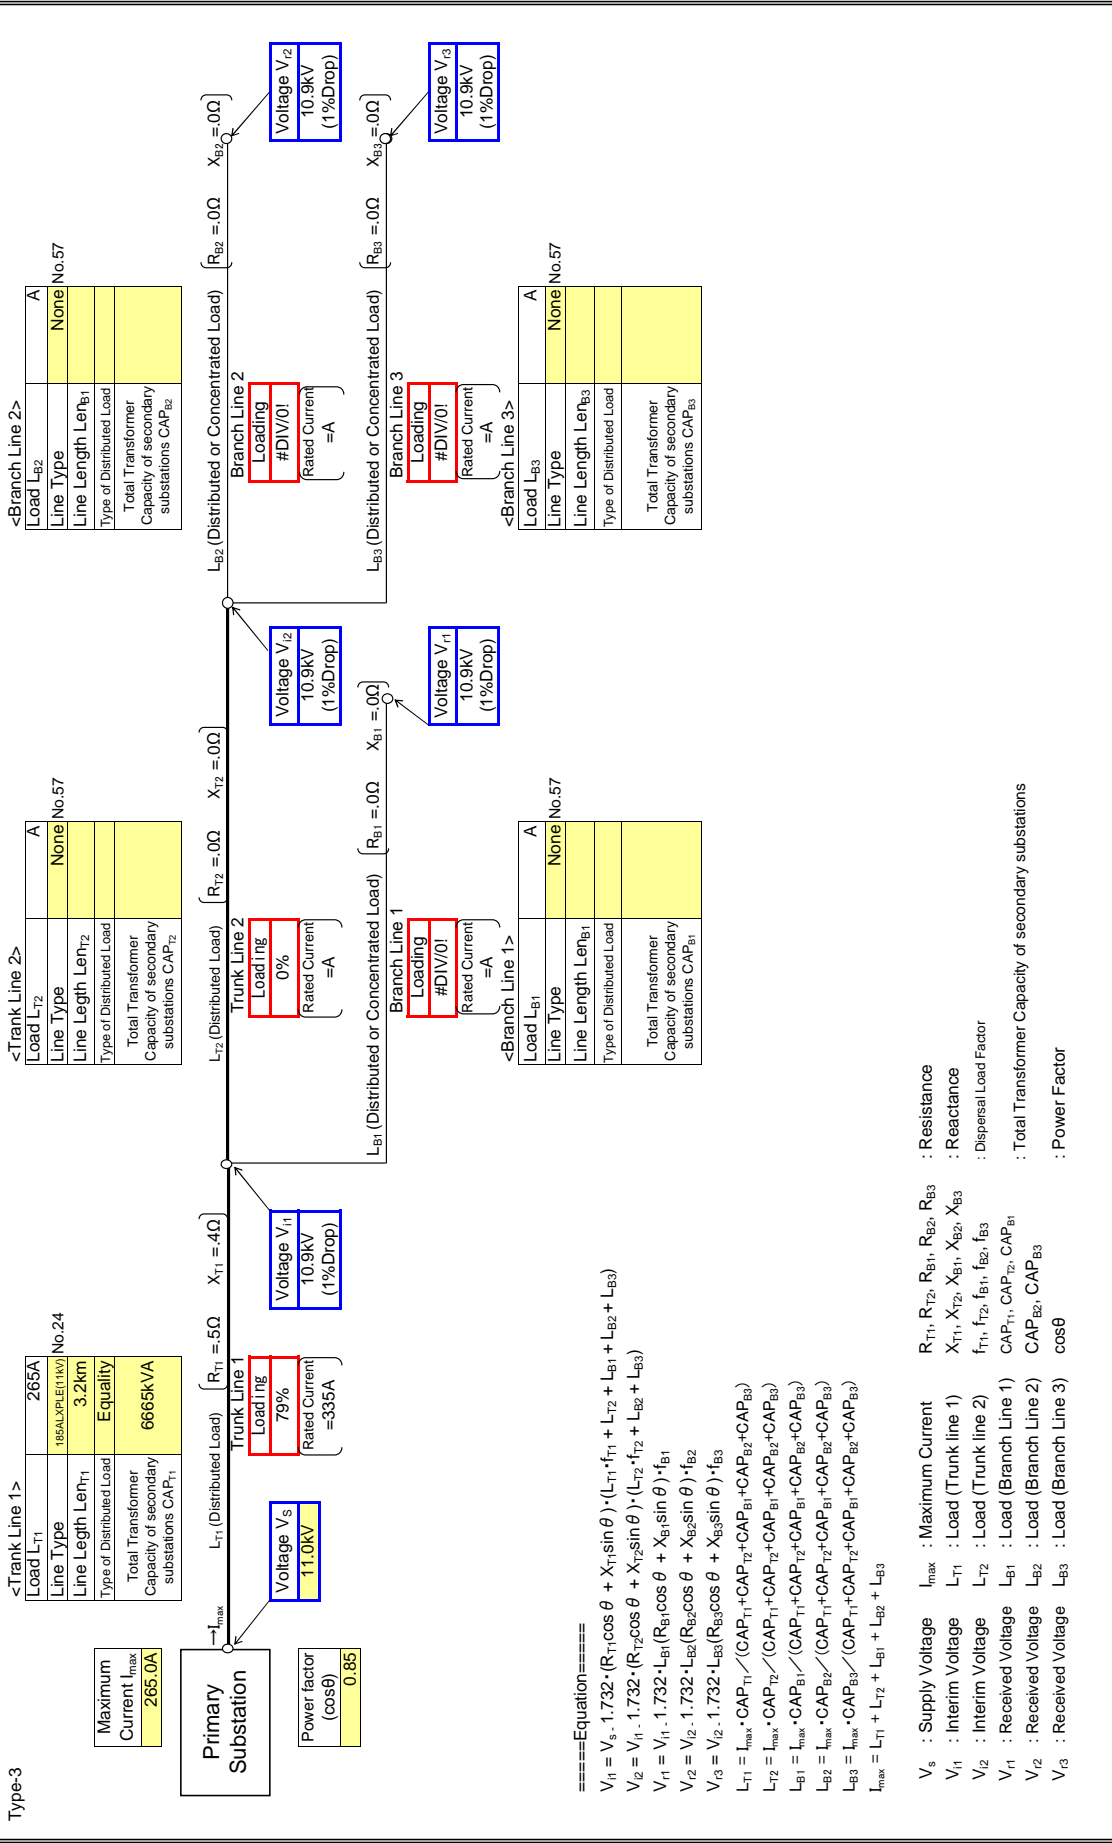 Type-3
<Trank Line 1>
Load L_T1 265A
Line Type 185ALXPLE(11kV) No.24
Line Legth Len_T1 3.2km
Type of Distributed Load Equality
Total Transformer
Capacity of secondary
substations CAP_T1
6665kVA
<Trank Line 2>
Load L_T2 A
Line Type None No.57
Line Length Len_T2
Type of Distributed Load
Total Transformer
Capacity of secondary
substations CAP_T2
<Branch Line 2>
Load L_B2 A
Line Type None No.57
Line Length Len_B1
Type of Distributed Load
Total Transformer
Capacity of secondary
substations CAP_B2
Maximum
Current I_max
265.0A
Primary
Substation
→I_max
L_T1 (Distributed Load)
R_T1 =.5Ω X_T1 =.4Ω
L_T2 (Distributed Load)
R_T2 =.0Ω X_T2 =.0Ω
L_B2 (Distributed or Concentrated Load)
R_B2 =.0Ω X_B2 =.0Ω
Trunk Line 1
Loading
79%
Rated Current
=335A
Trunk Line 2
Loading
0%
Rated Current
=A
Branch Line 2
Loading
#DIV/0!
Rated Current
=A
Power factor
(cosθ)
0.85
Voltage V_S
11.0kV
Voltage V_i1
10.9kV
(1%Drop)
Voltage V_i2
10.9kV
(1%Drop)
Voltage V_r2
10.9kV
(1%Drop)
L_B1 (Distributed or Concentrated Load)
R_B1 =.0Ω X_B1 =.0Ω
L_B3 (Distributed or Concentrated Load)
R_B3 =.0Ω X_B3 =.0Ω
Branch Line 1
Loading
#DIV/0!
Rated Current
=A
Voltage V_r1
10.9kV
(1%Drop)
Branch Line 3
Loading
#DIV/0!
Rated Current
=A
Voltage V_r3
10.9kV
(1%Drop)
<Branch Line 1>
Load L_B1 A
Line Type None No.57
Line Length Len_B1
Type of Distributed Load
Total Transformer
Capacity of secondary
substations CAP_B1
<Branch Line 3>
Load L_B3 A
Line Type None No.57
Line Length Len_B3
Type of Distributed Load
Total Transformer
Capacity of secondary
substations CAP_B3
=====Equation=====
V_i1 = V_s - 1.732・(R_T1cos θ + X_T1sin θ)・(L_T1・f_T1 + L_T2 + L_B1 + L_B2 + L_B3)
V_i2 = V_i1 - 1.732・(R_T2cos θ + X_T2sin θ)・(L_T2・f_T2 + L_B2 + L_B3)
V_r1 = V_i1 - 1.732・L_B1(R_B1cos θ + X_B1sin θ)・f_B1
V_r2 = V_i2 - 1.732・L_B2(R_B2cos θ + X_B2sin θ)・f_B2
V_r3 = V_i2 - 1.732・L_B3(R_B3cos θ + X_B3sin θ)・f_B3
L_T1 = I_max・CAP_T1／(CAP_T1+CAP_T2+CAP_B1+CAP_B2+CAP_B3)
L_T2 = I_max・CAP_T2／(CAP_T1+CAP_T2+CAP_B1+CAP_B2+CAP_B3)
L_B1 = I_max・CAP_B1／(CAP_T1+CAP_T2+CAP_B1+CAP_B2+CAP_B3)
L_B2 = I_max・CAP_B2／(CAP_T1+CAP_T2+CAP_B1+CAP_B2+CAP_B3)
L_B3 = I_max・CAP_B3／(CAP_T1+CAP_T2+CAP_B1+CAP_B2+CAP_B3)
I_max = L_T1 + L_T2 + L_B1 + L_B2 + L_B3
V_s : Supply Voltage I_max : Maximum Current R_T1, R_T2, R_B1, R_B2, R_B3 : Resistance
V_i1 : Interim Voltage L_T1 : Load (Trunk line 1) X_T1, X_T2, X_B1, X_B2, X_B3 : Reactance
V_i2 : Interim Voltage L_T2 : Load (Trunk line 2) f_T1, f_T2, f_B1, f_B2, f_B3 : Dispersal Load Factor
V_r1 : Received Voltage L_B1 : Load (Branch Line 1) CAP_T1, CAP_T2, CAP_B1
V_r2 : Received Voltage L_B2 : Load (Branch Line 2) CAP_B2, CAP_B3 : Total Transformer Capacity of secondary substations
V_r3 : Received Voltage L_B3 : Load (Branch Line 3) cosθ : Power Factor